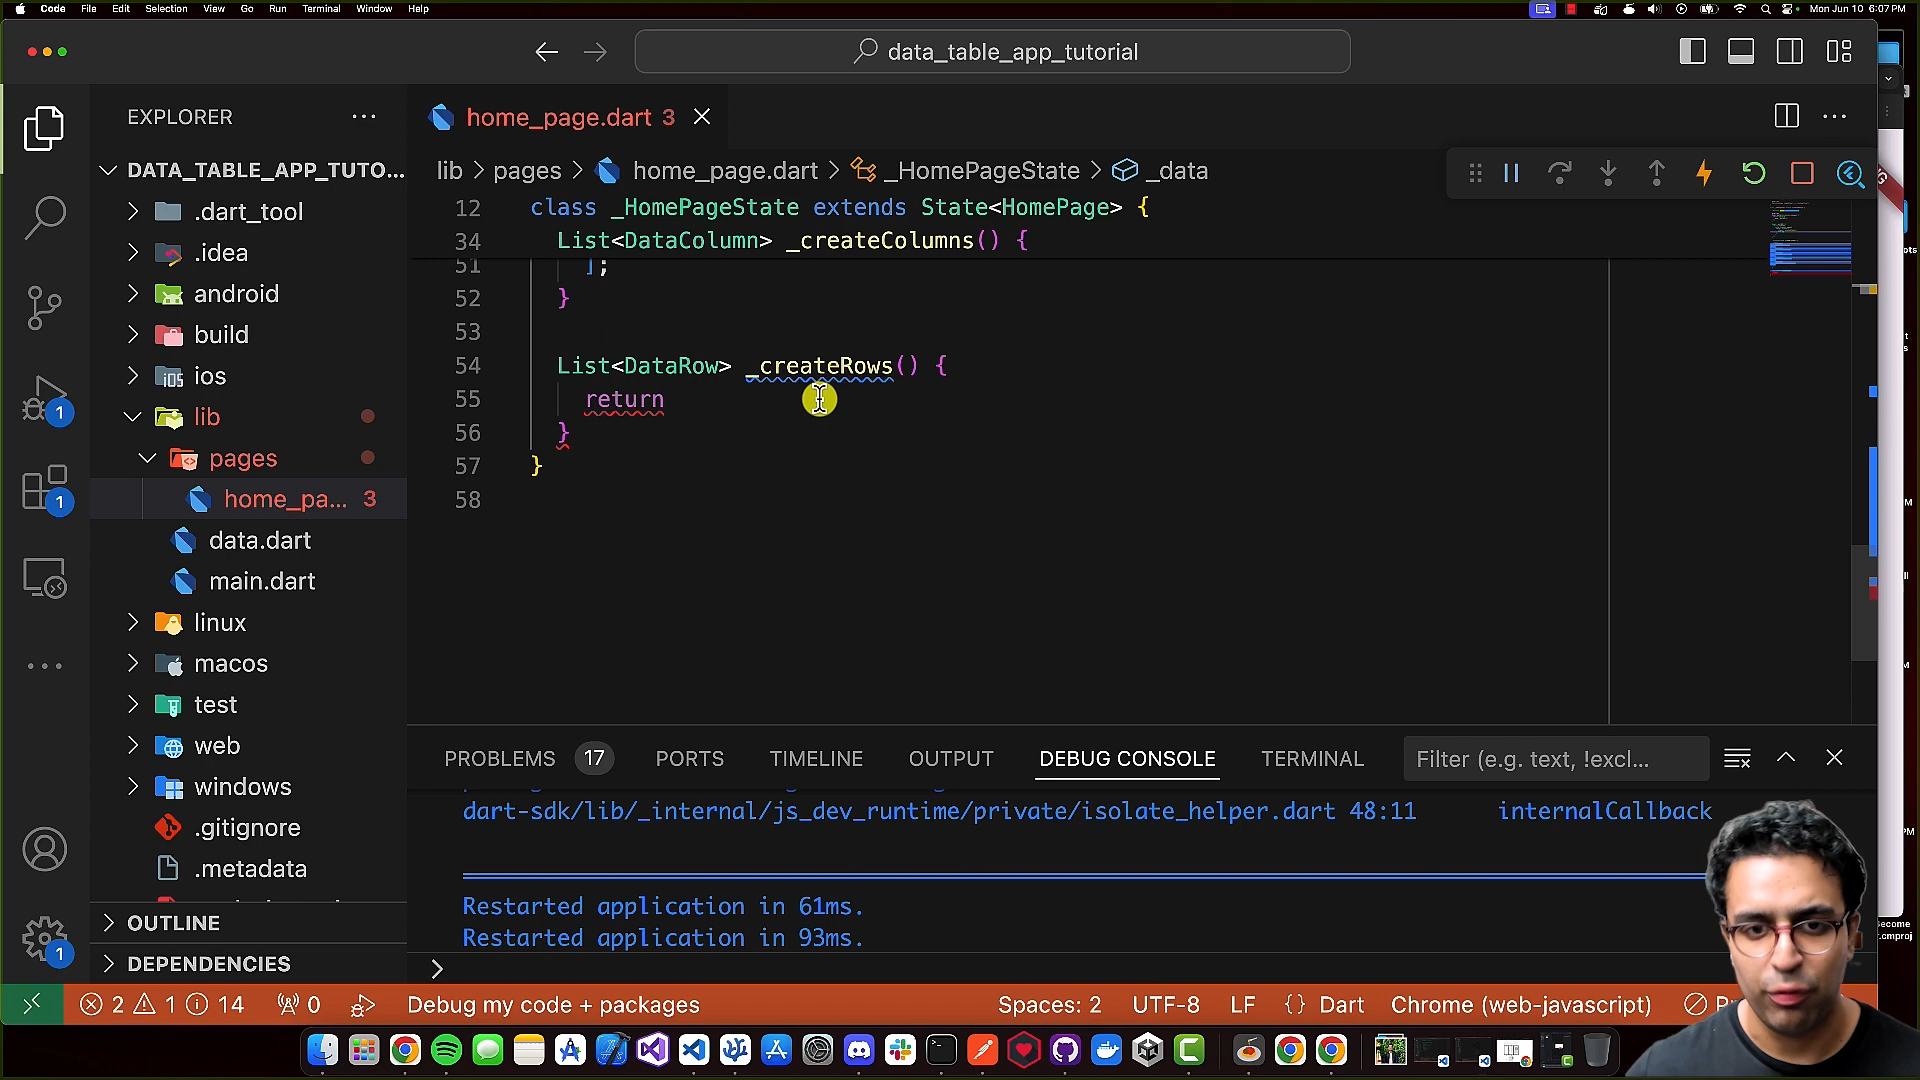 Code File Edit Selection View Go Run Terminal Window Help
Mon Jun 10 6:07 PM
data_table_app_tutorial
EXPLORER
home_page.dart 3
DATA_TABLE_APP_TUTO...
lib > pages > home_page.dart > _HomePageState > _data
.dart_tool
.idea
android
build
ios
lib
pages
home_pa... 3
data.dart
main.dart
linux
macos
test
web
windows
.gitignore
.metadata
OUTLINE
DEPENDENCIES
1
1
1
12 class _HomePageState extends State<HomePage> {
34 List<DataColumn> _createColumns() {
51 ];
52 }
53
54 List<DataRow> _createRows() {
55 return
56 }
57 }
58
PROBLEMS 17 PORTS TIMELINE OUTPUT DEBUG CONSOLE TERMINAL Filter (e.g. text, !excl...
dart-sdk/lib/_internal/js_dev_runtime/private/isolate_helper.dart 48:11 internalCallback
Restarted application in 61ms.
Restarted application in 93ms.
>
2 1 14 0 Debug my code + packages Spaces: 2 UTF-8 LF {} Dart Chrome (web-javascript)